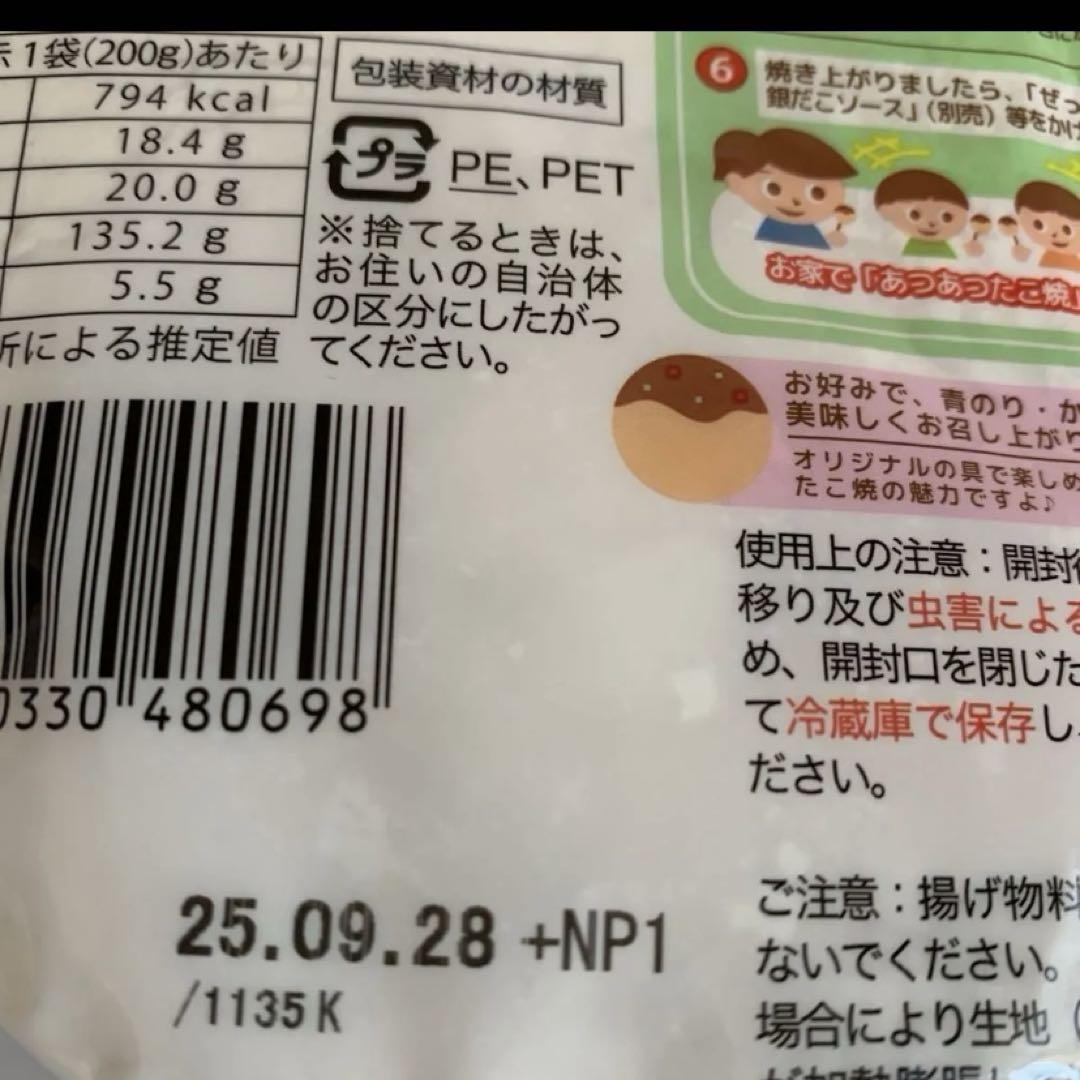 1袋(200g)あたり
794 kcal
18.4 g
20.0 g
135.2 g
5.5 g
による推定値
包装資材の材質
プラ PE、PET
※捨てるときは、
お住いの自治体
の区分にしたがっ
てください。
6 焼き上がりましたら、「ぜっ
銀だこソース」(別売)等をかけ
お家で「あつあつたこ焼」
お好みで、青のり・か
美味しくお召し上がり
オリジナルの具で楽しめ
たこ焼の魅力ですよ♪
0330 480698
使用上の注意：開封後
移り及び虫害による
め、開封口を閉じた
て冷蔵庫で保存し
ださい。
25.09.28 +NP1
/1135K
ご注意：揚げ物料
ないでください。
場合により生地（